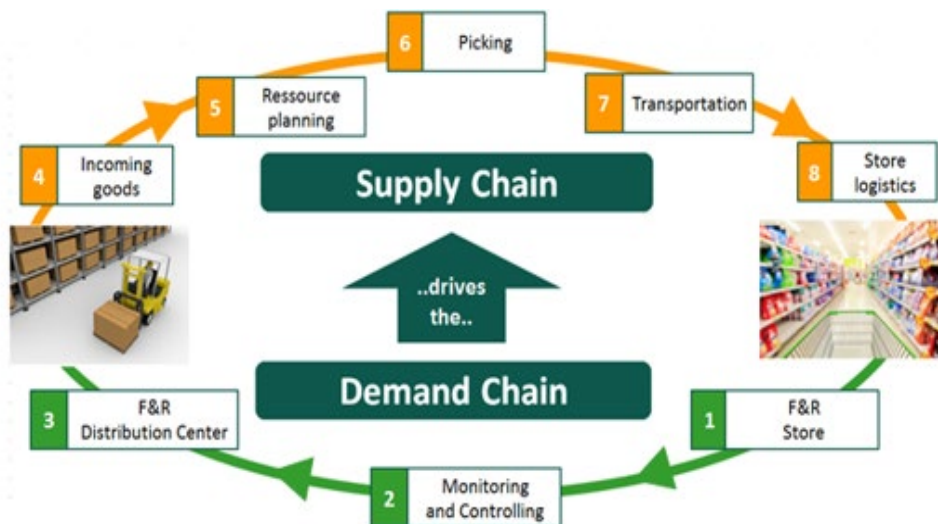 6
Picking
5
Ressource
planning
7
Transportation
4
Incoming
goods
8
Store
logistics
Supply Chain
..drives
the..
Demand Chain
3
F&R
Distribution Center
1
F&R
Store
2
Monitoring
and Controlling